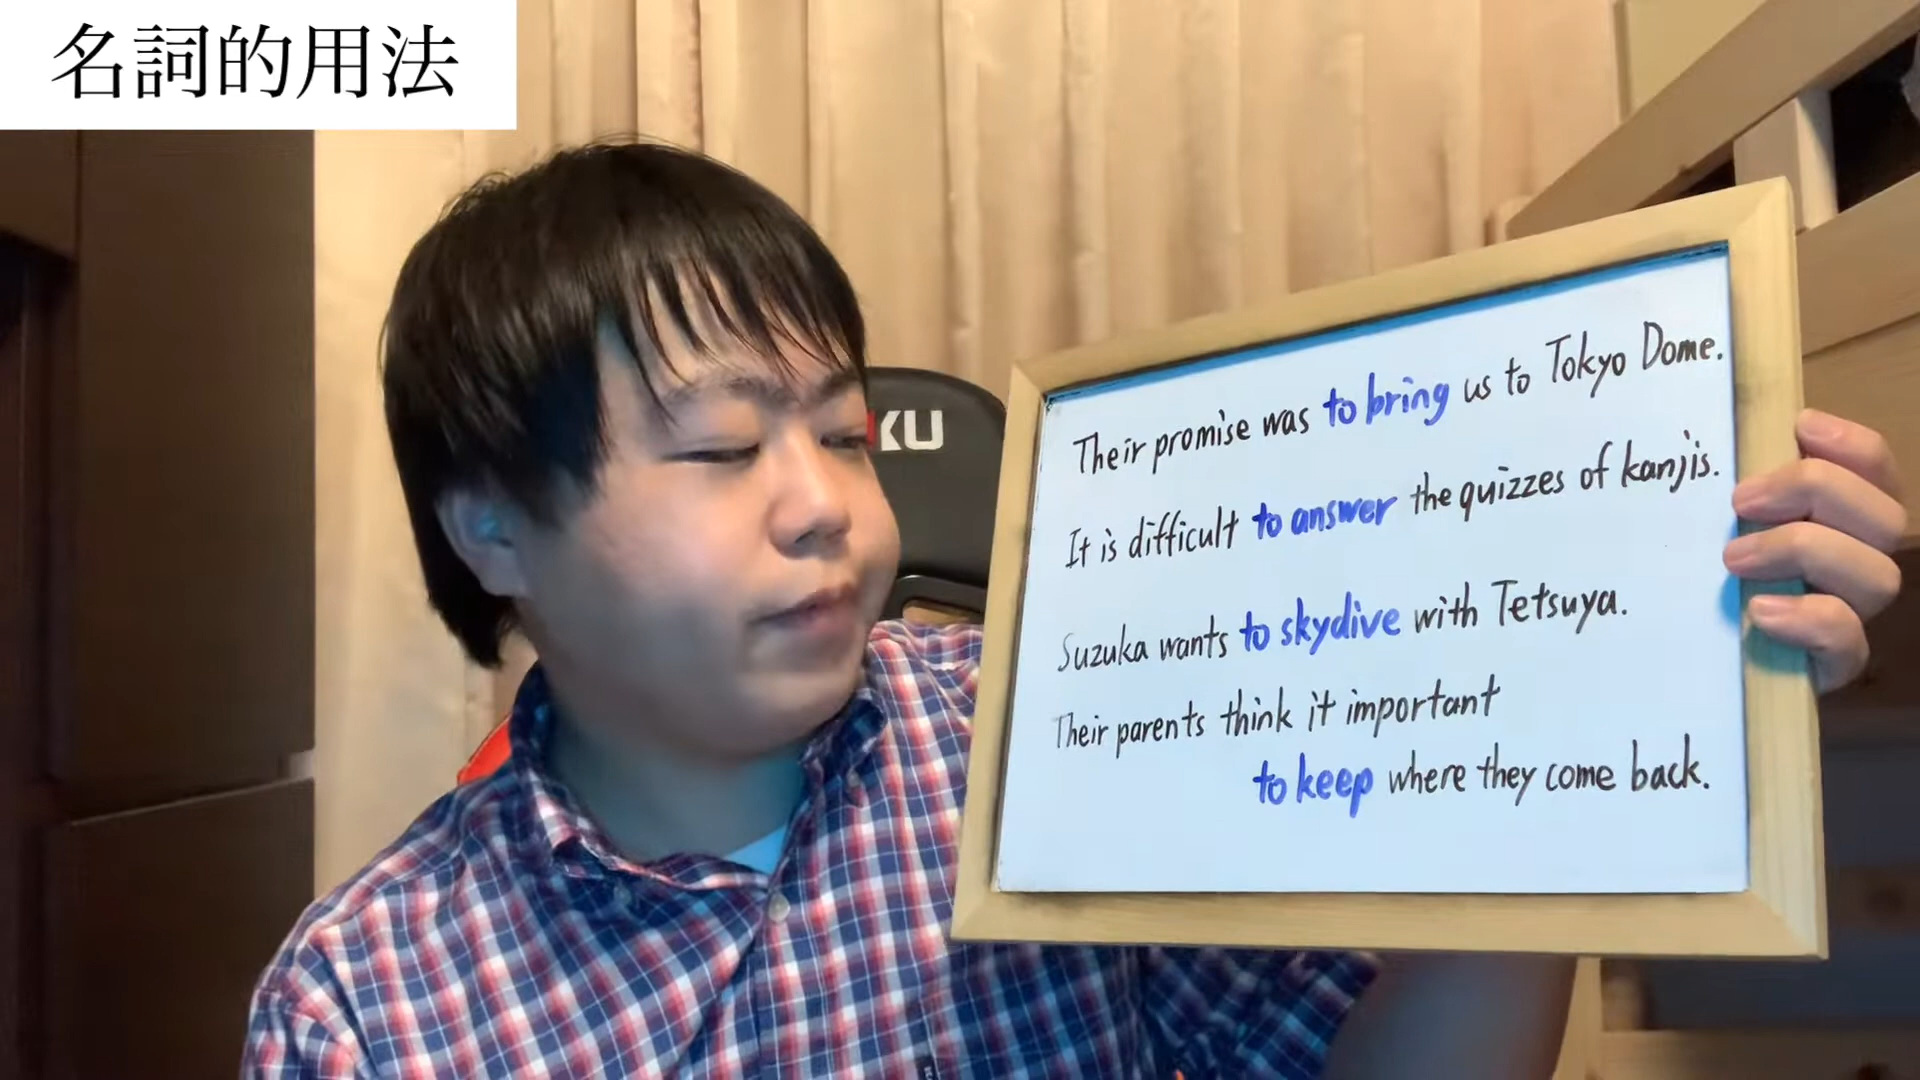 名詞的用法
KU
Their promise was to bring us to Tokyo Dome.
It is difficult to answer the quizzes of kanjis.
Suzuka wants to skydive with Tetsuya.
Their parents think it important
to keep where they come back.